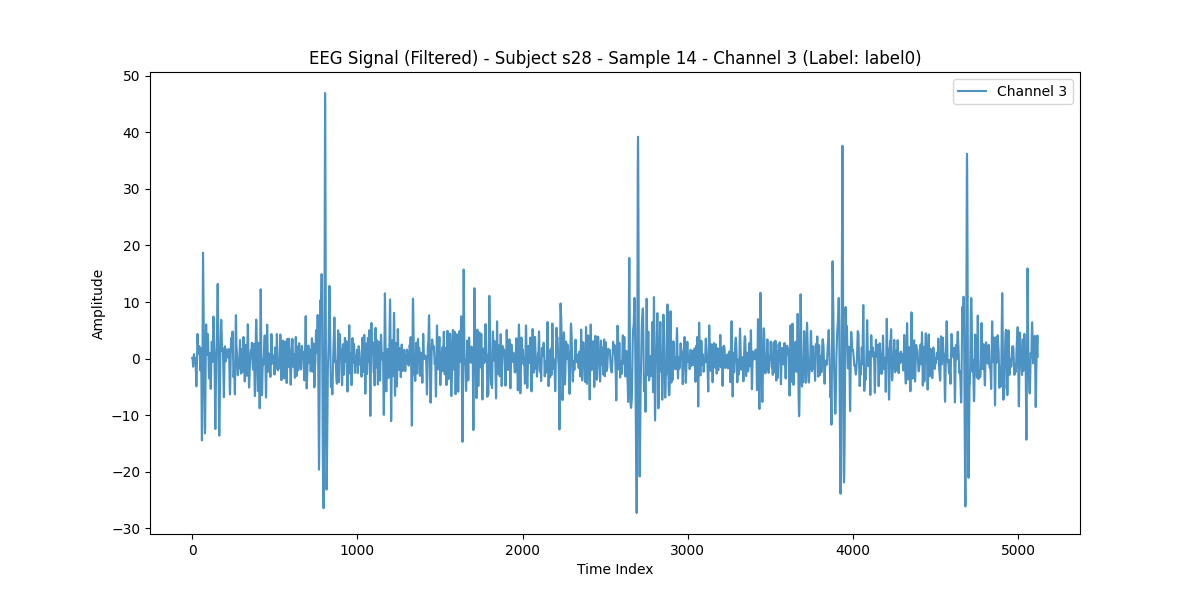 EEG Signal (Filtered) - Subject s28 - Sample 14 - Channel 3 (Label: label0)
Channel 3
50
40
30
20
10
0
−10
−20
−30
Amplitude
0 1000 2000 3000 4000 5000
Time Index